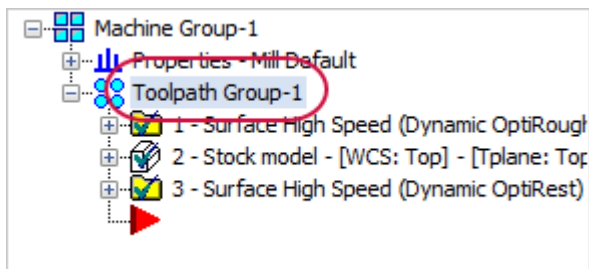 Machine Group-1
Properties - Mill Default
Toolpath Group-1
1 - Surface High Speed (Dynamic OptiRough
2 - Stock model - [WCS: Top] - [Tplane: Top
3 - Surface High Speed (Dynamic OptiRest)